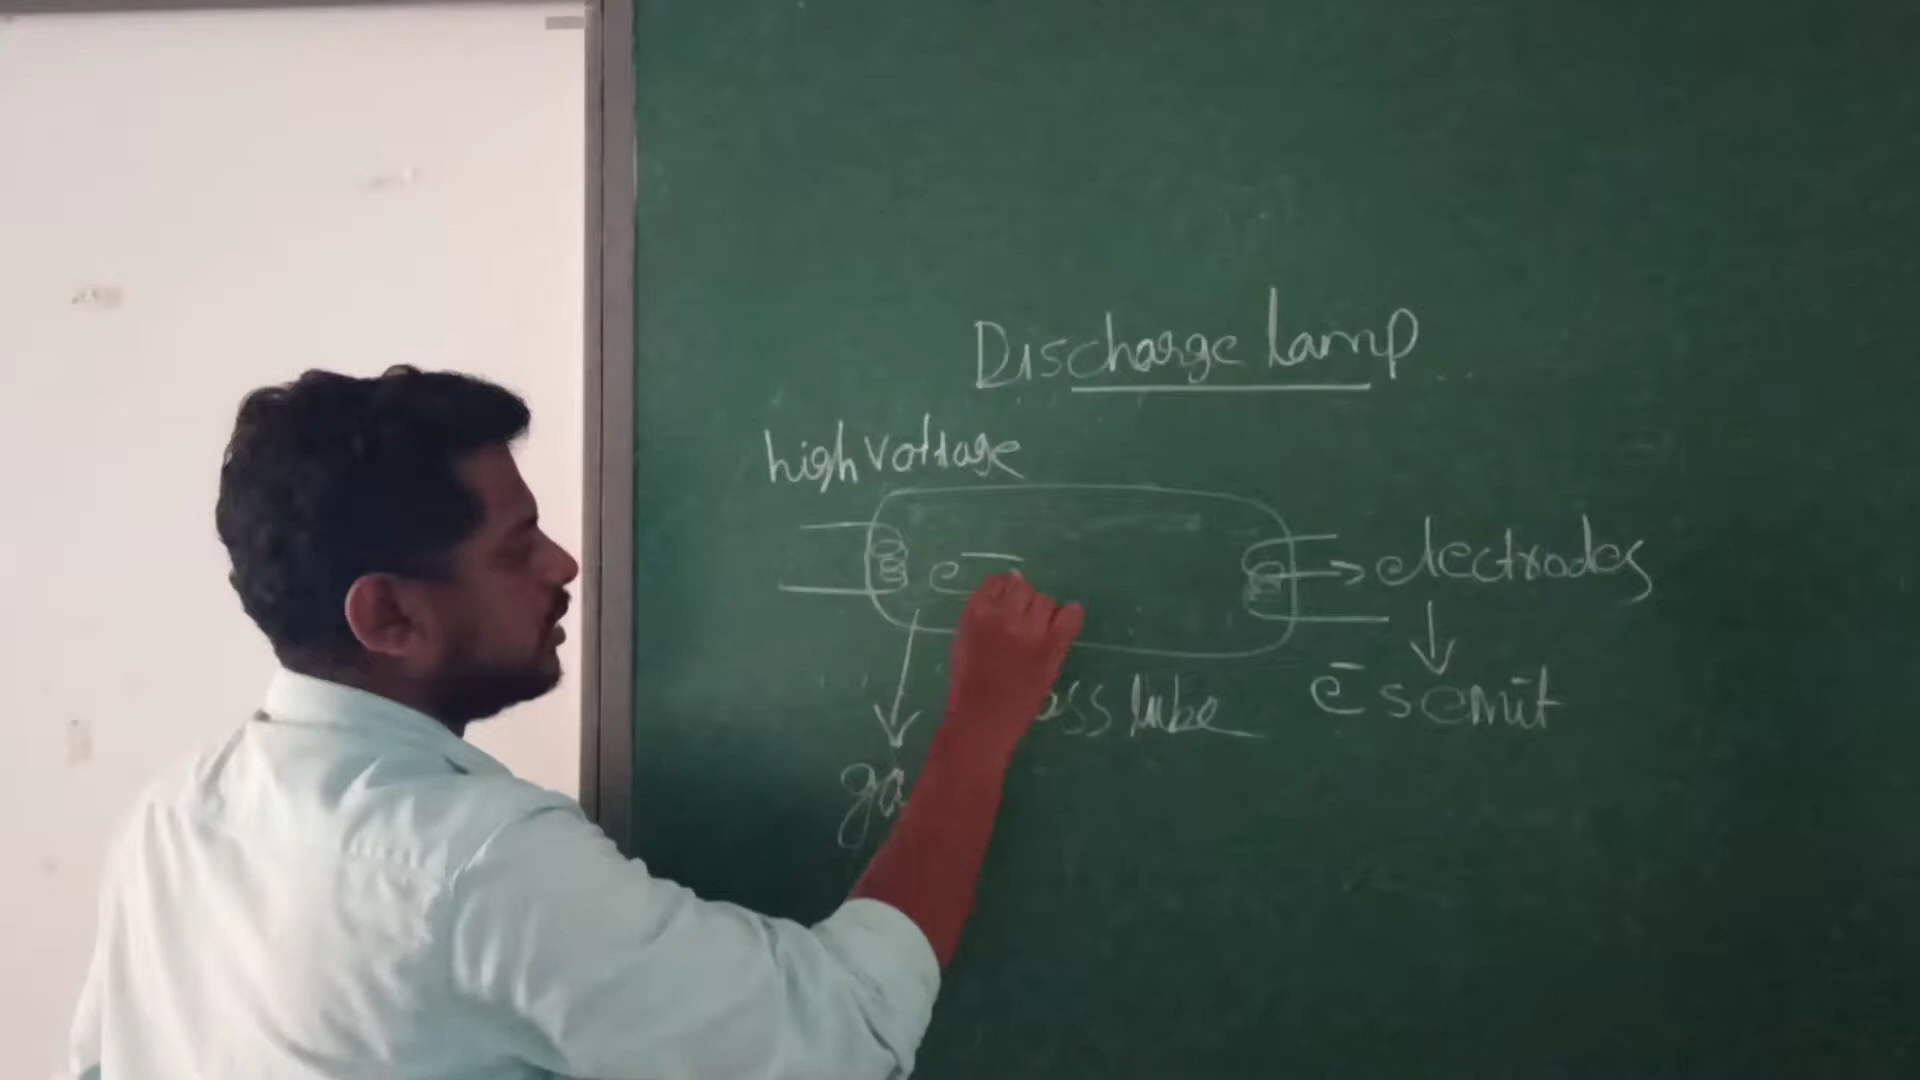 Discharge lamp
high voltage
e
electrodes
tube
ē s emit